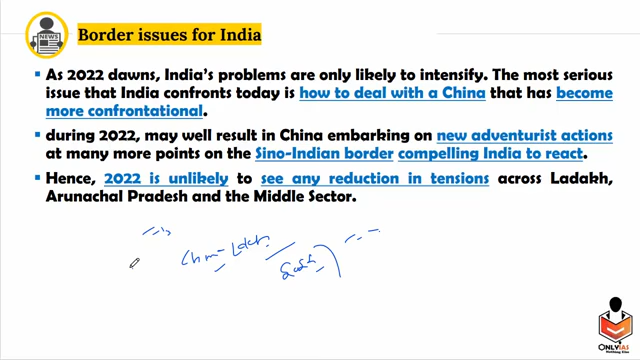 NEWS
Border issues for India
▪ As 2022 dawns, India's problems are only likely to intensify. The most serious
issue that India confronts today is how to deal with a China that has become
more confrontational.
▪ during 2022, may well result in China embarking on new adventurist actions
at many more points on the Sino-Indian border compelling India to react.
▪ Hence, 2022 is unlikely to see any reduction in tensions across Ladakh,
Arunachal Pradesh and the Middle Sector.
ONLYIAS